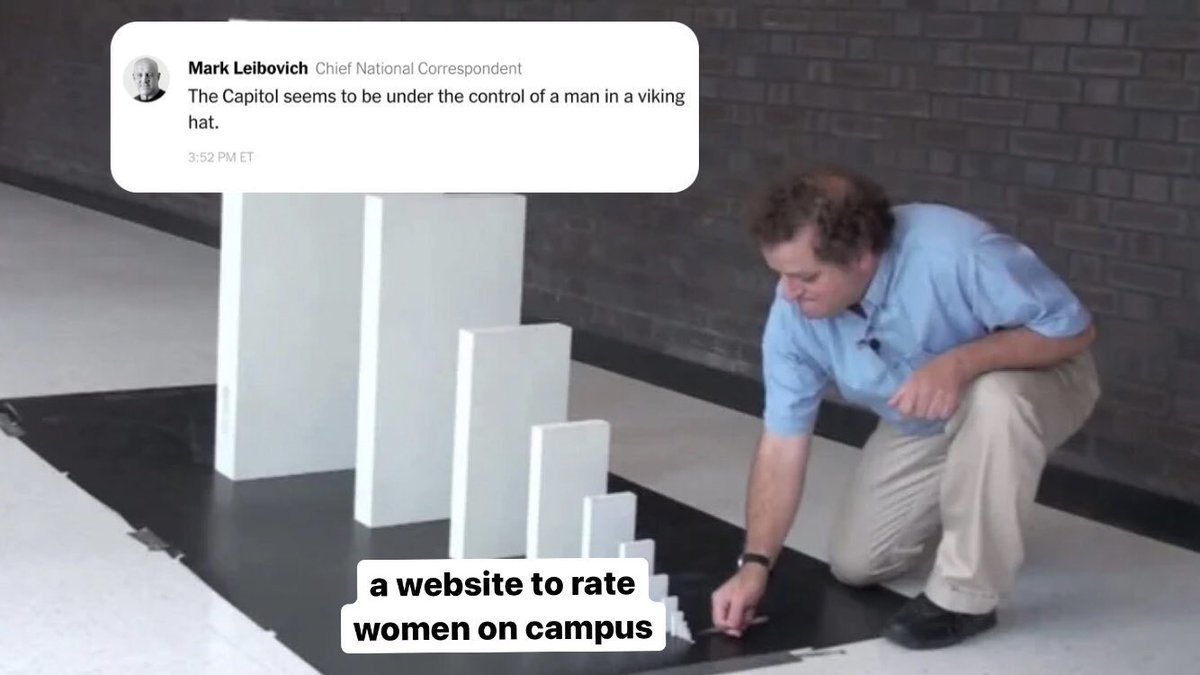 Mark Leibovich Chief National Correspondent
The Capitol seems to be under the control of a man in a viking
hat.
3:52 PM ET
a website to rate
women on campus